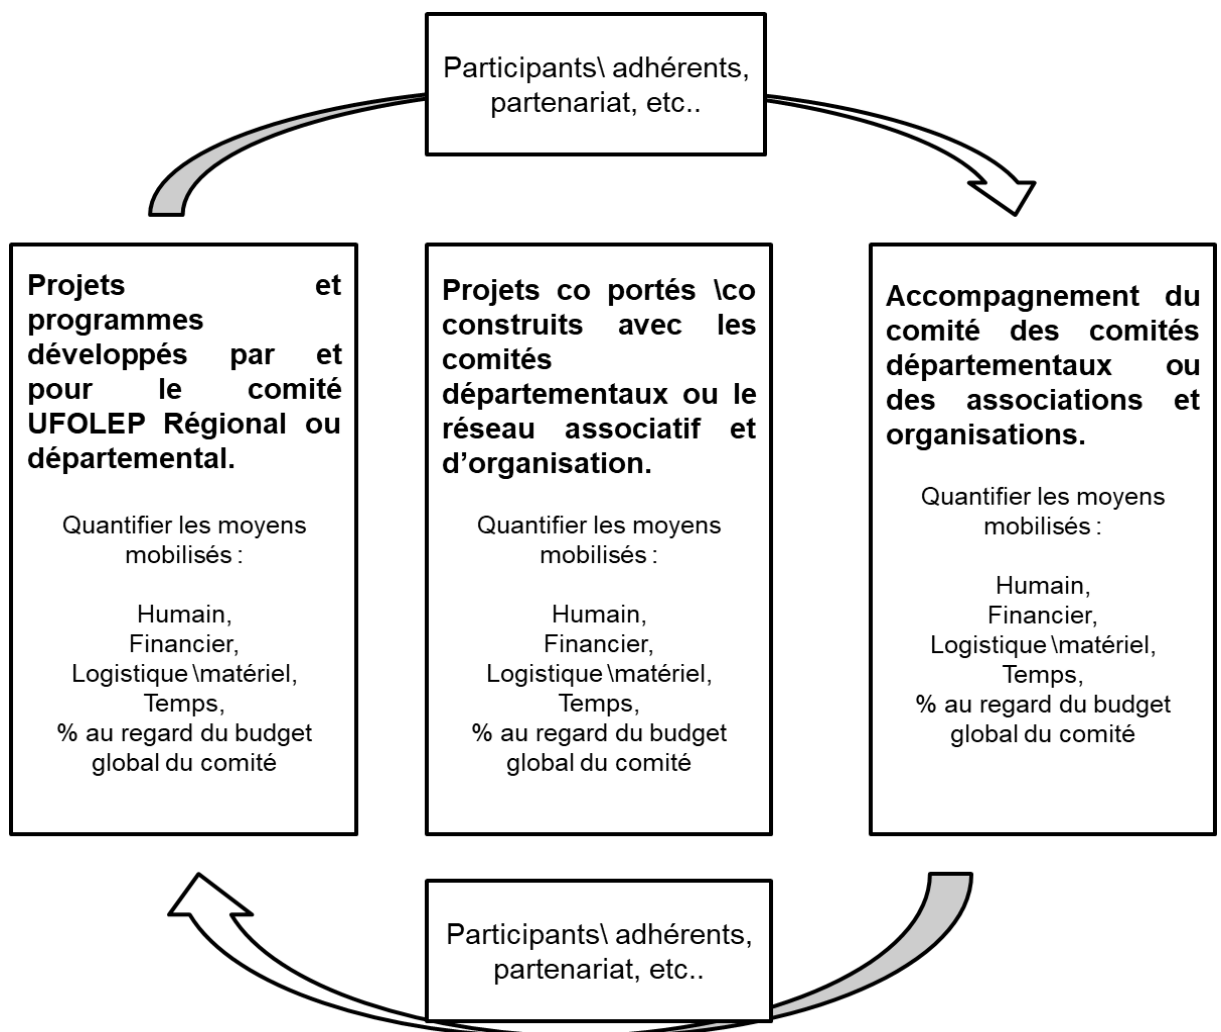 Participants\ adhérents,
partenariat, etc..
Projets et
programmes
développés par et
pour le comité
UFOLEP Régional ou
départemental.
Quantifier les moyens
mobilisés :
Humain,
Financier,
Logistique \matériel,
Temps,
% au regard du budget
global du comité
Projets co portés \co
construits avec les
comités
départementaux ou le
réseau associatif et
d’organisation.
Quantifier les moyens
mobilisés :
Humain,
Financier,
Logistique \matériel,
Temps,
% au regard du budget
global du comité
Accompagnement du
comité des comités
départementaux ou
des associations et
organisations.
Quantifier les moyens
mobilisés :
Humain,
Financier,
Logistique \matériel,
Temps,
% au regard du budget
global du comité
Participants\ adhérents,
partenariat, etc..